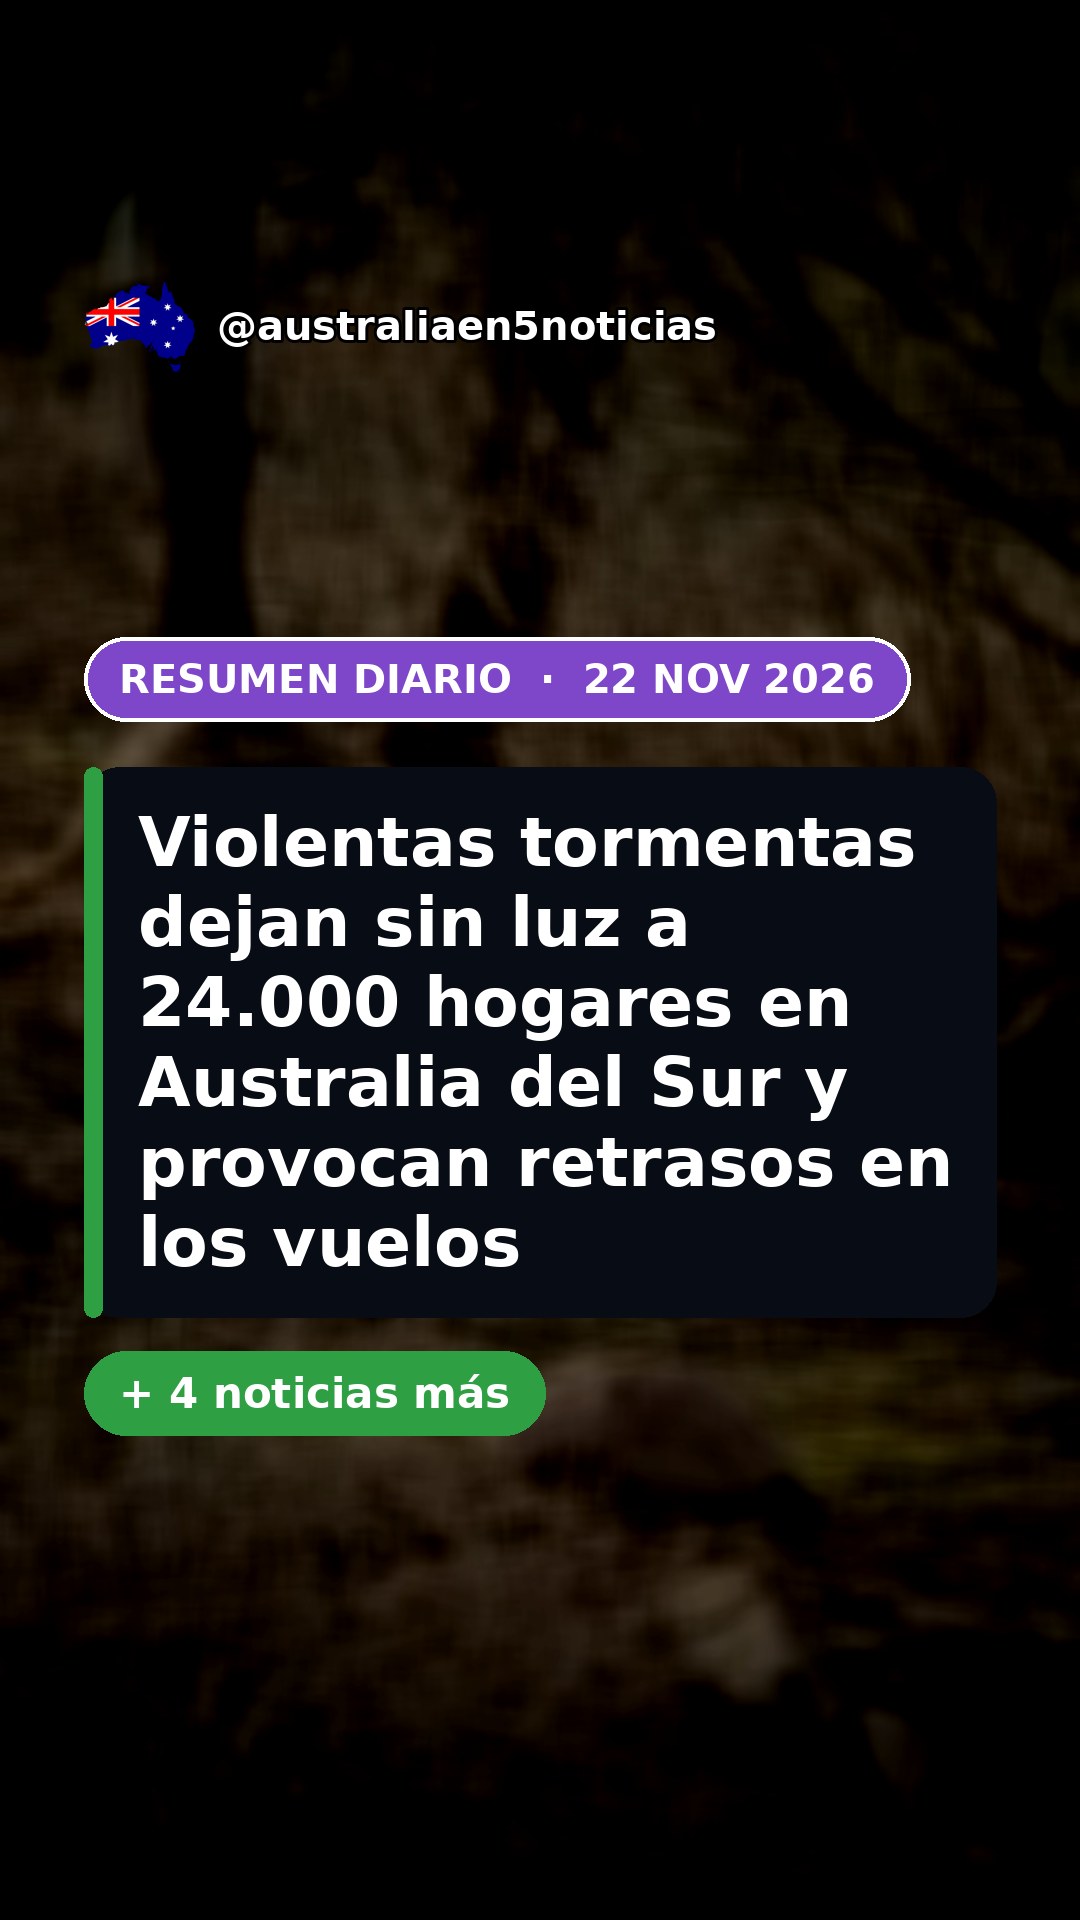 @australiaen5noticias
RESUMEN DIARIO · 22 NOV 2026
Violentas tormentas
dejan sin luz a
24.000 hogares en
Australia del Sur y
provocan retrasos en
los vuelos
+ 4 noticias más